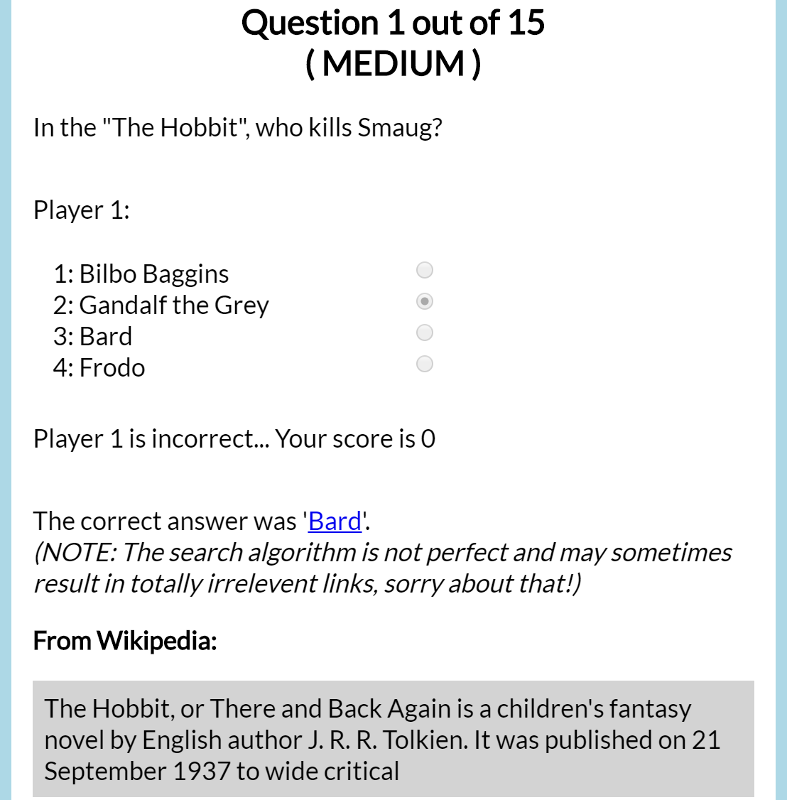 Question 1 out of 15
( MEDIUM )
In the "The Hobbit", who kills Smaug?
Player 1:
1: Bilbo Baggins
2: Gandalf the Grey
3: Bard
4: Frodo
Player 1 is incorrect... Your score is 0
The correct answer was 'Bard'.
(NOTE: The search algorithm is not perfect and may sometimes
result in totally irrelevent links, sorry about that!)
From Wikipedia:
The Hobbit, or There and Back Again is a children's fantasy
novel by English author J. R. R. Tolkien. It was published on 21
September 1937 to wide critical